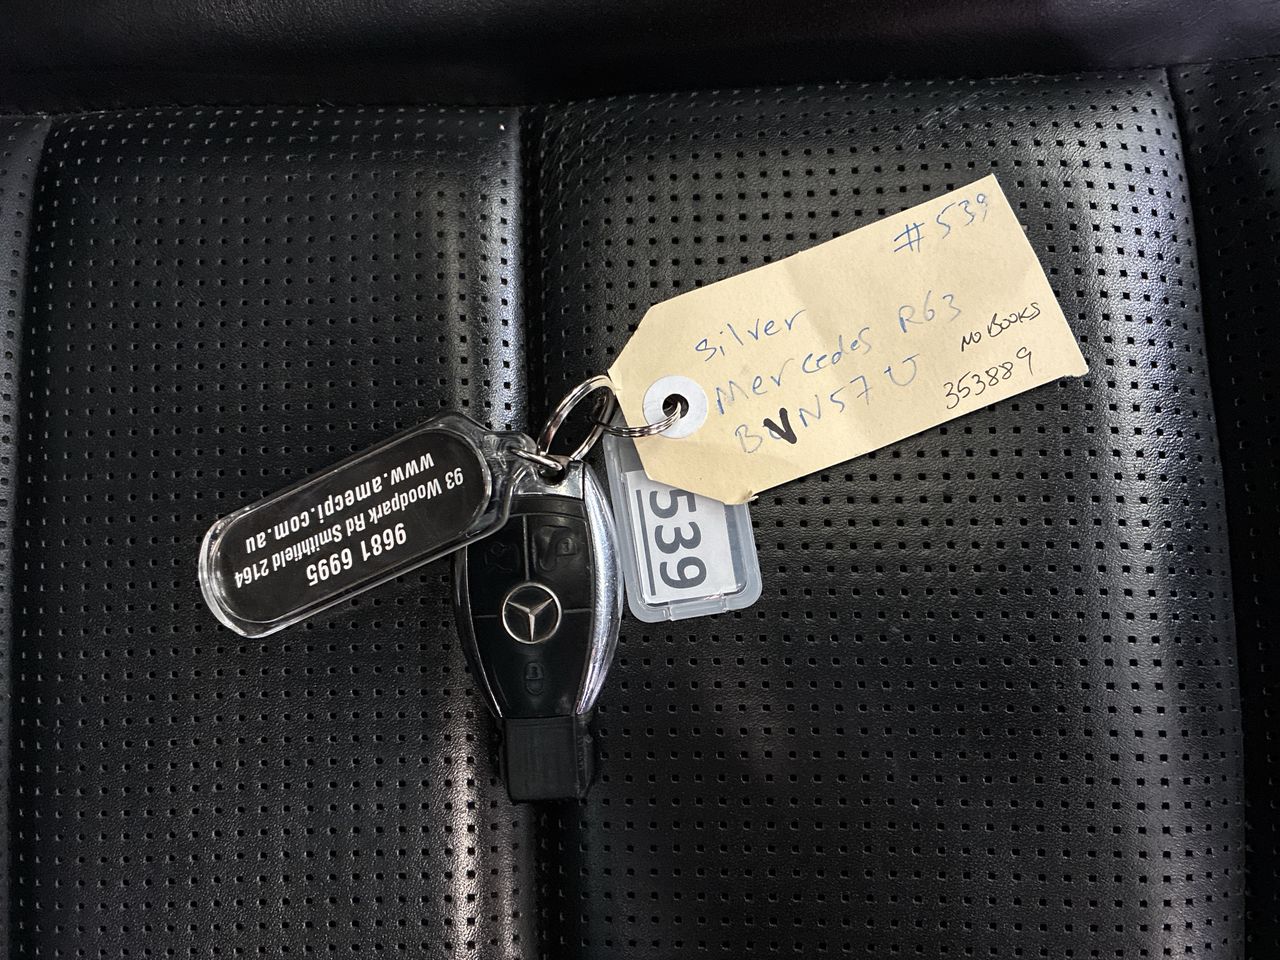 #539
silver
Mercedes R63
BVN57U
NO BOOKS
353889
539
93 Woodpark Rd Smithfield 2164
www.amecpi.com.au
9681 6995